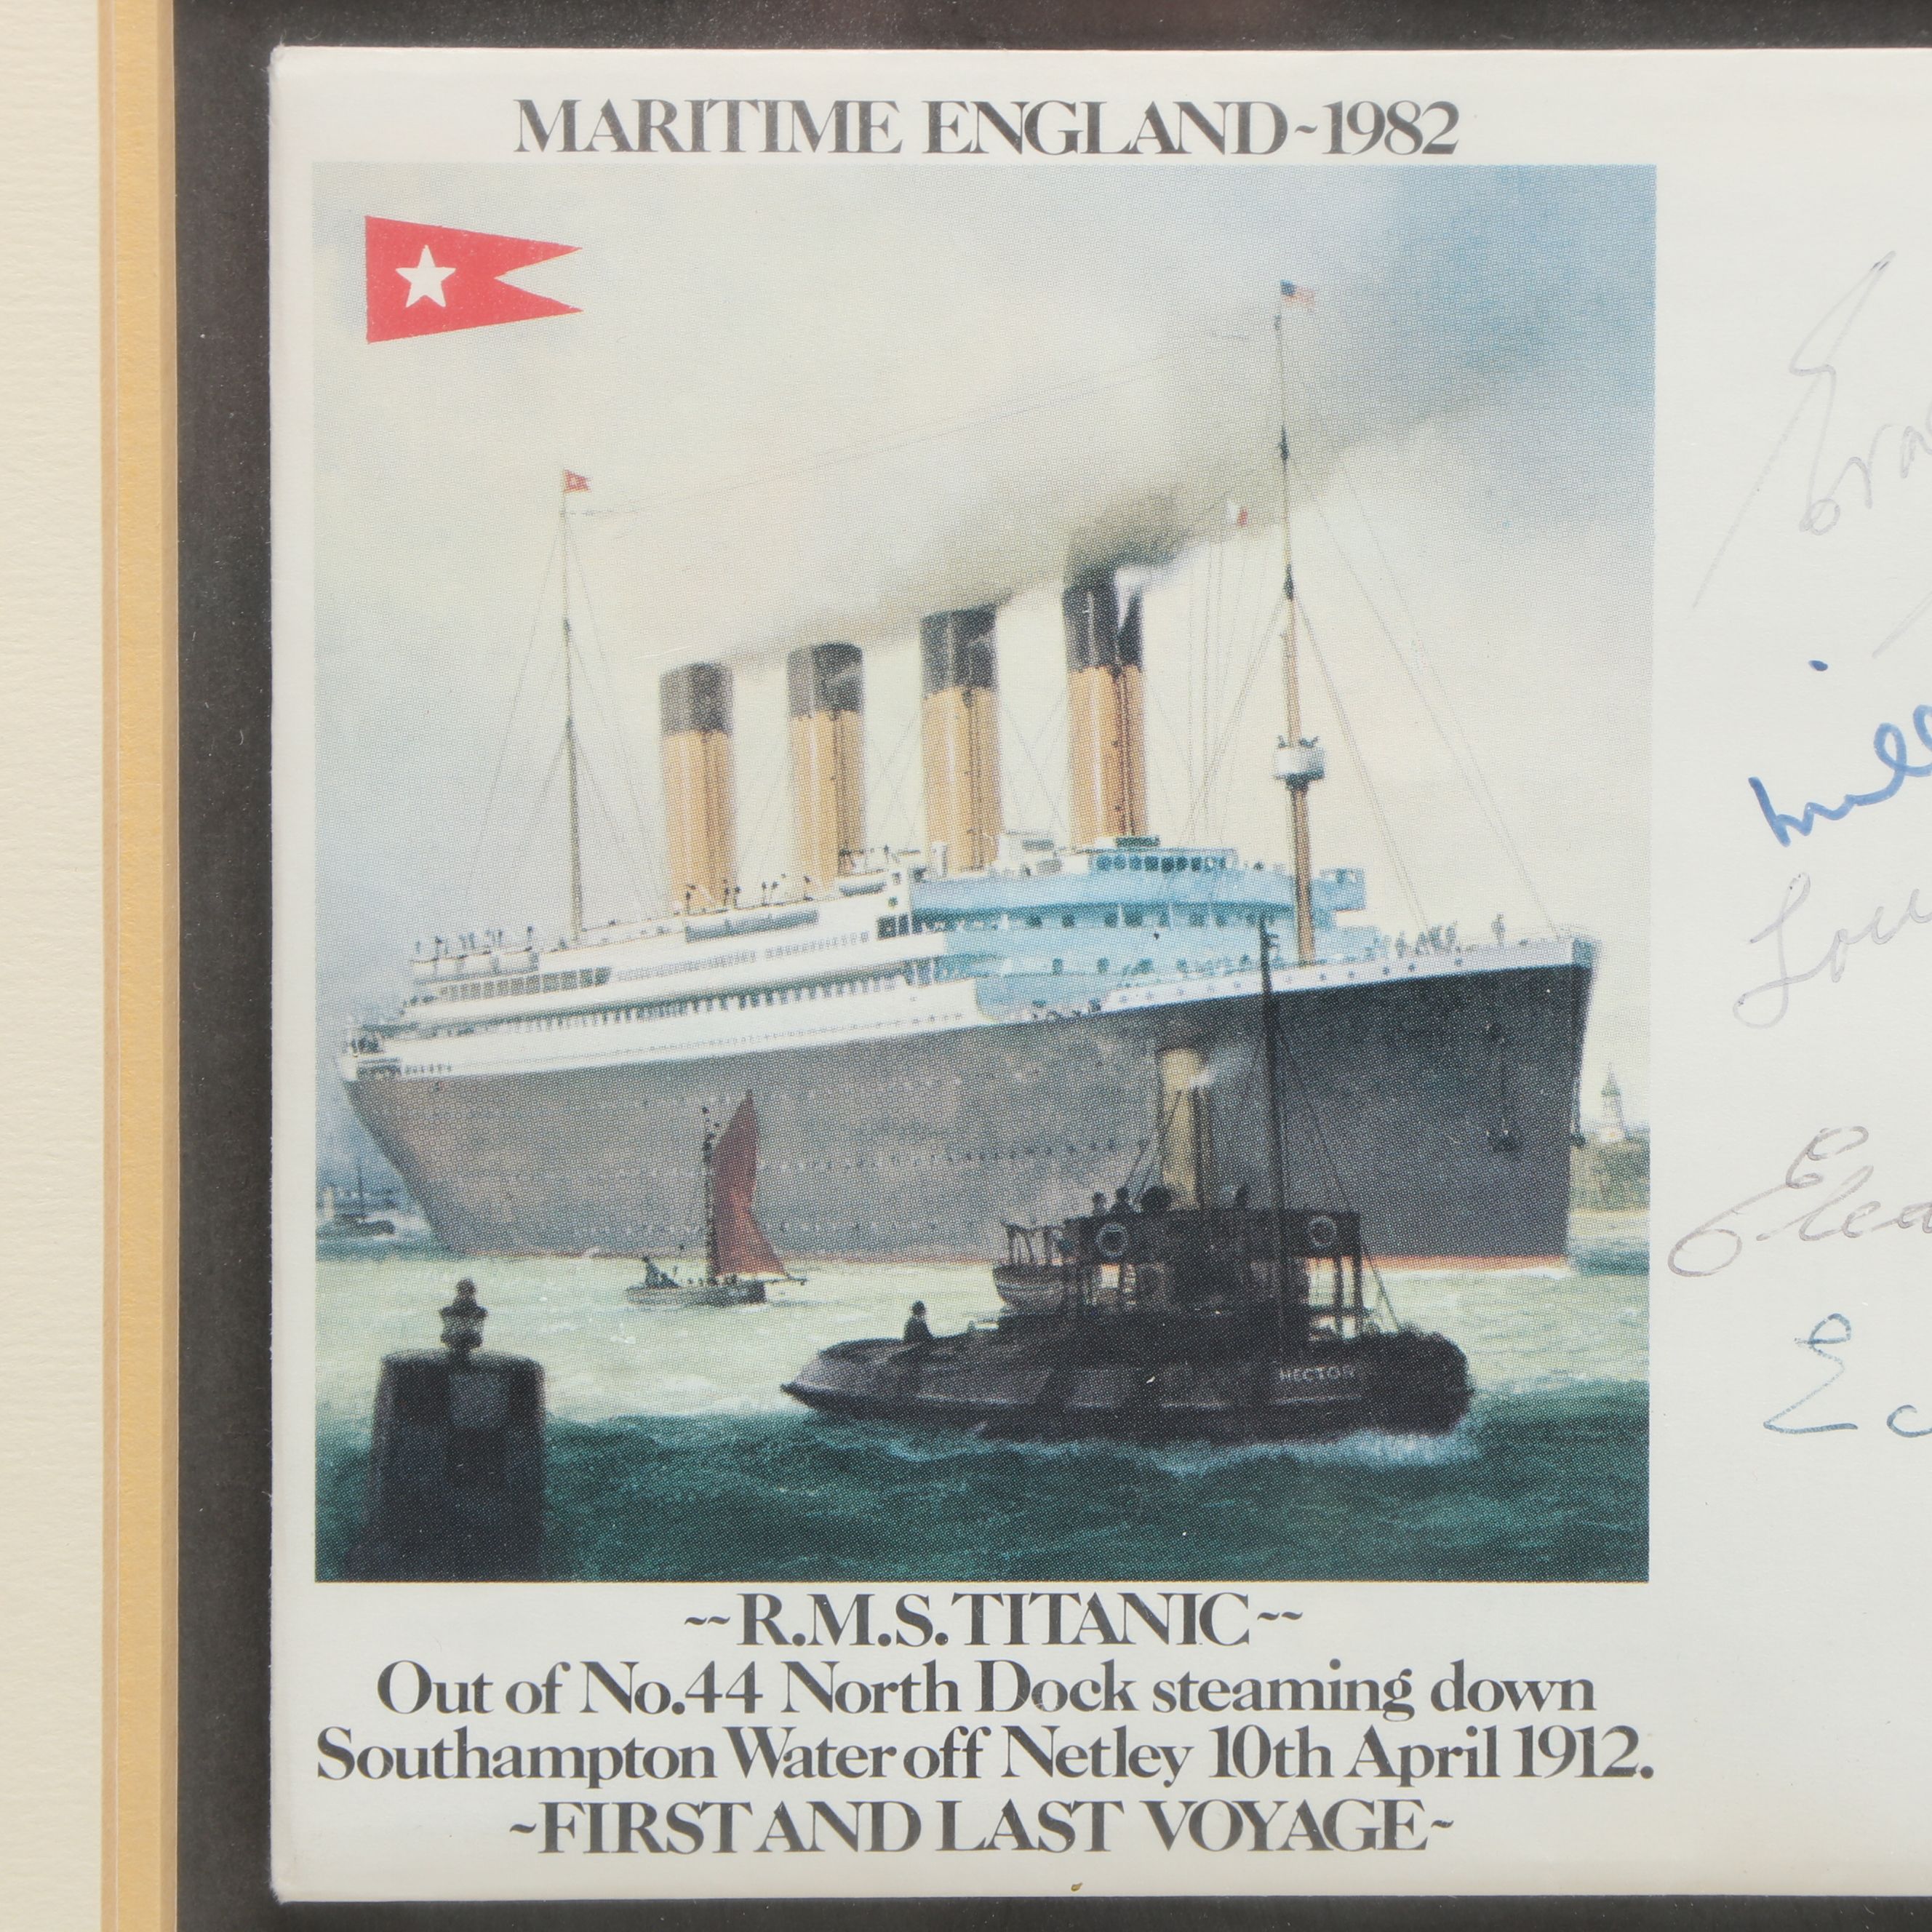 MARITIME ENGLAND~1982
HECTOR
~~R.M.S. TITANIC~~
Out of No.44 North Dock steaming down
Southampton Water off Netley 10th April 1912.
~FIRST AND LAST VOYAGE~